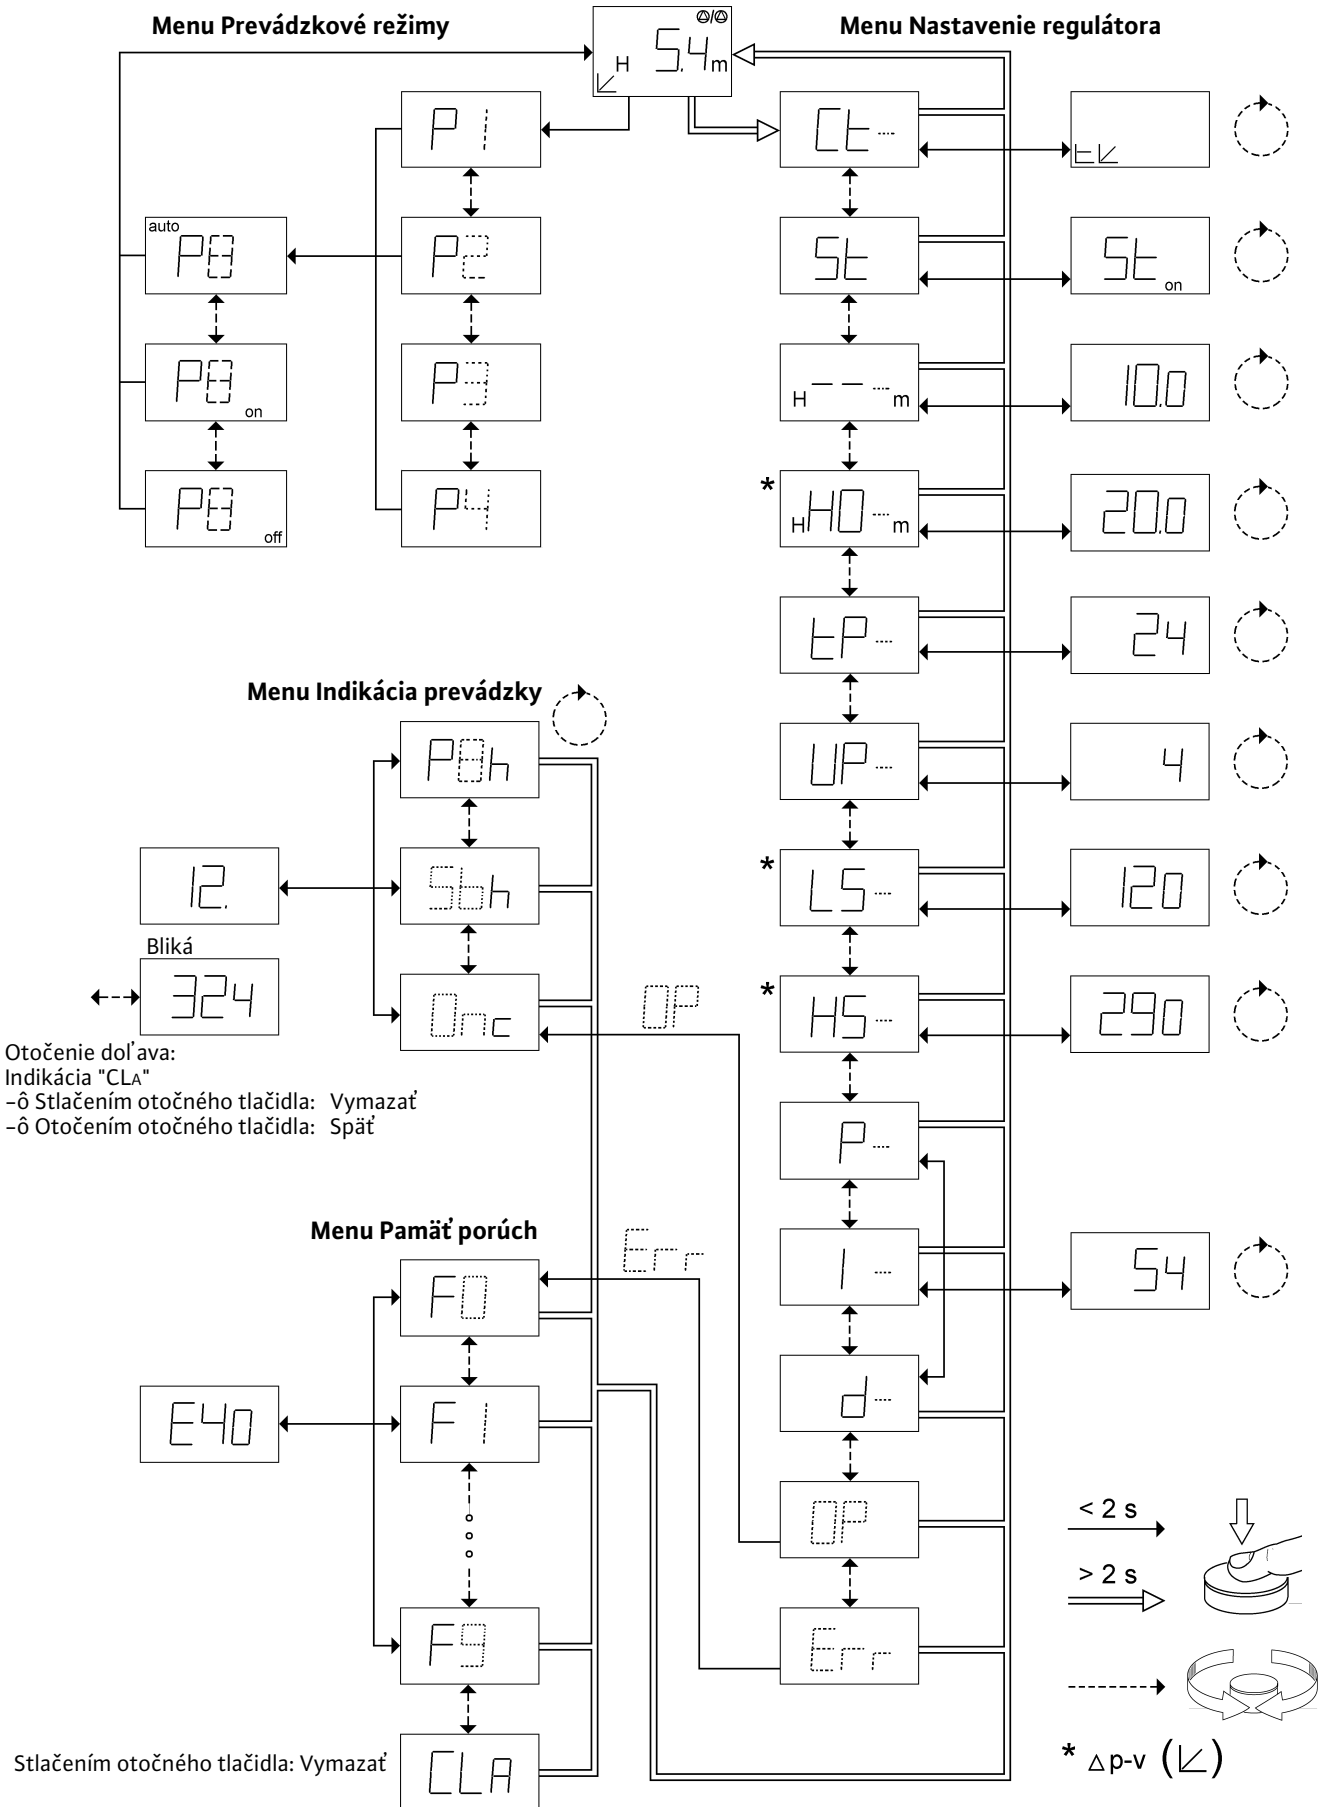 Menu Prevádzkové režimy
Menu Nastavenie regulátora
H 5.4 m
P1
Ct
auto
P8
P2
St
St
on
P8
on
P3
H -- m
10.0
P8
off
P4
*
H H0 m
20.0
tP
24
Menu Indikácia prevádzky
P8h
UP
4
12.
Sbh
*
LS
120
Bliká
324
0nc
OP
*
HS
290
Otočenie doľava:
Indikácia "CLA"
-ô Stlačením otočného tlačidla: Vymazať
-ô Otočením otočného tlačidla: Späť
P
Menu Pamäť porúch
Err
F0
I
54
E40
F1
d
OP
< 2 s
> 2 s
F9
Err
Stlačením otočného tlačidla: Vymazať
CLA
* △p-v (∠)